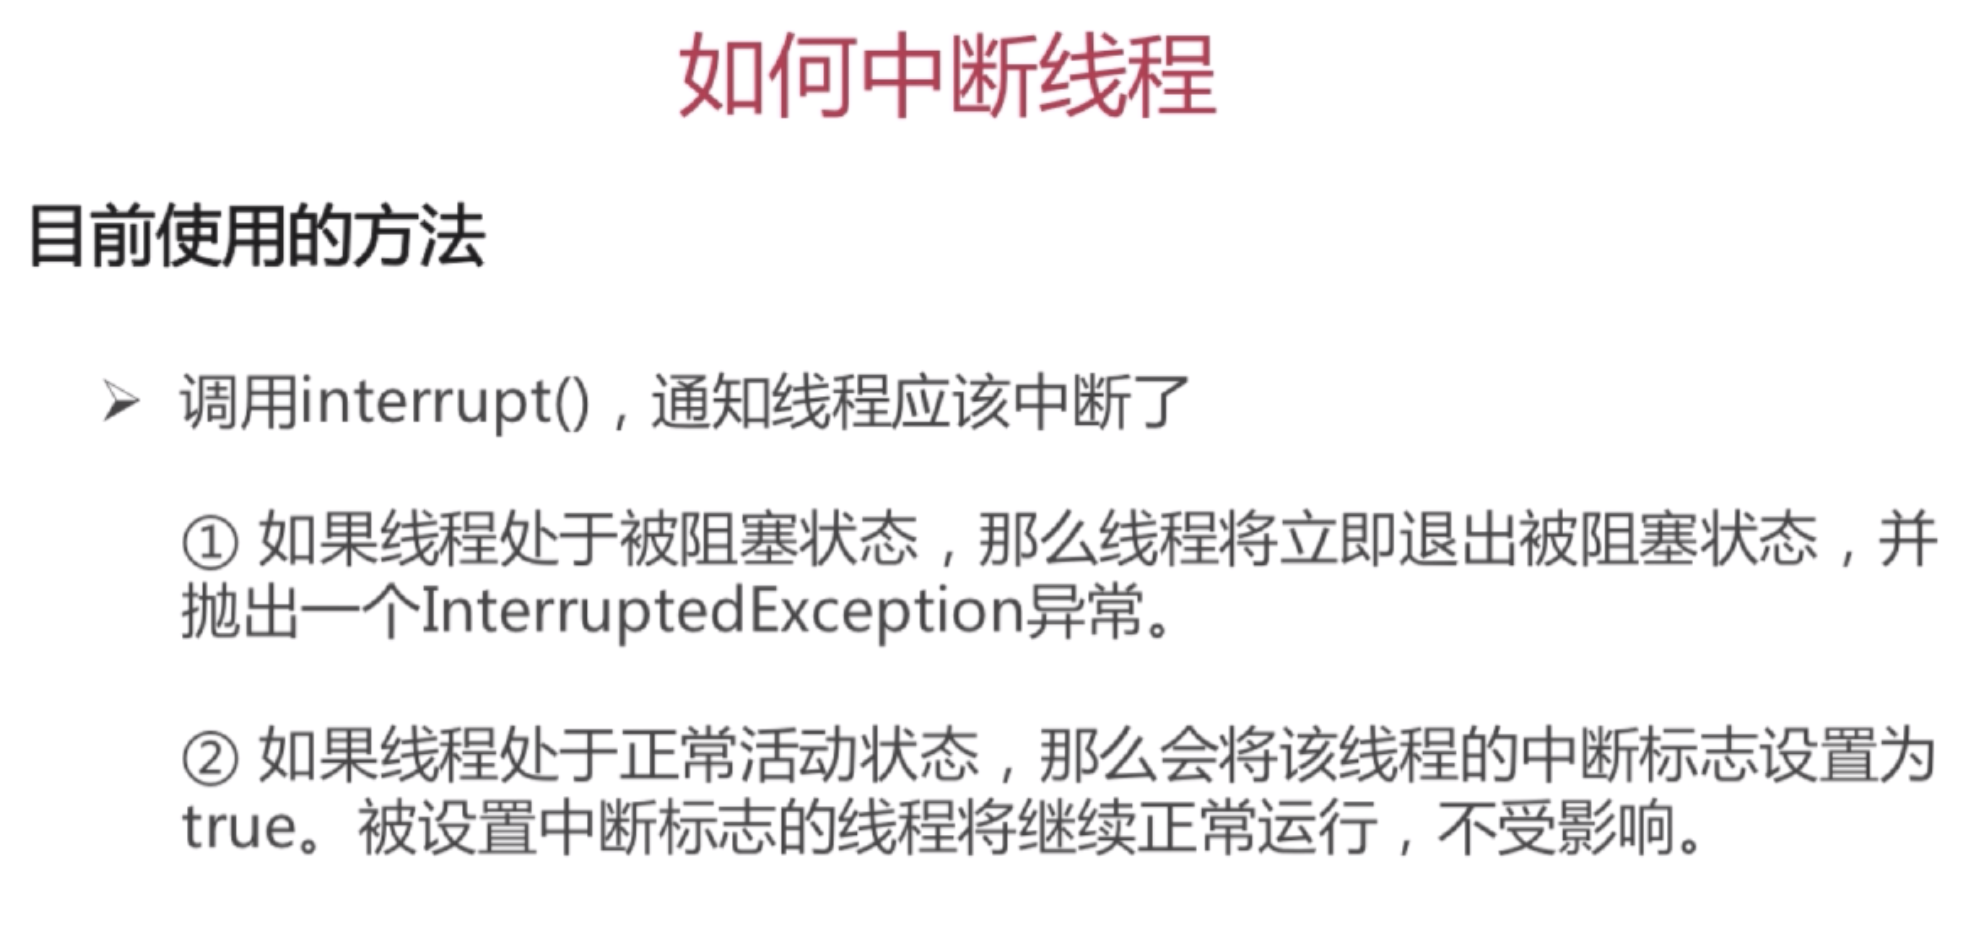 如何中断线程
目前使用的方法
➢ 调用interrupt()，通知线程应该中断了
① 如果线程处于被阻塞状态，那么线程将立即退出被阻塞状态，并
抛出一个InterruptedException异常。
② 如果线程处于正常活动状态，那么会将该线程的中断标志设置为
true。被设置中断标志的线程将继续正常运行，不受影响。